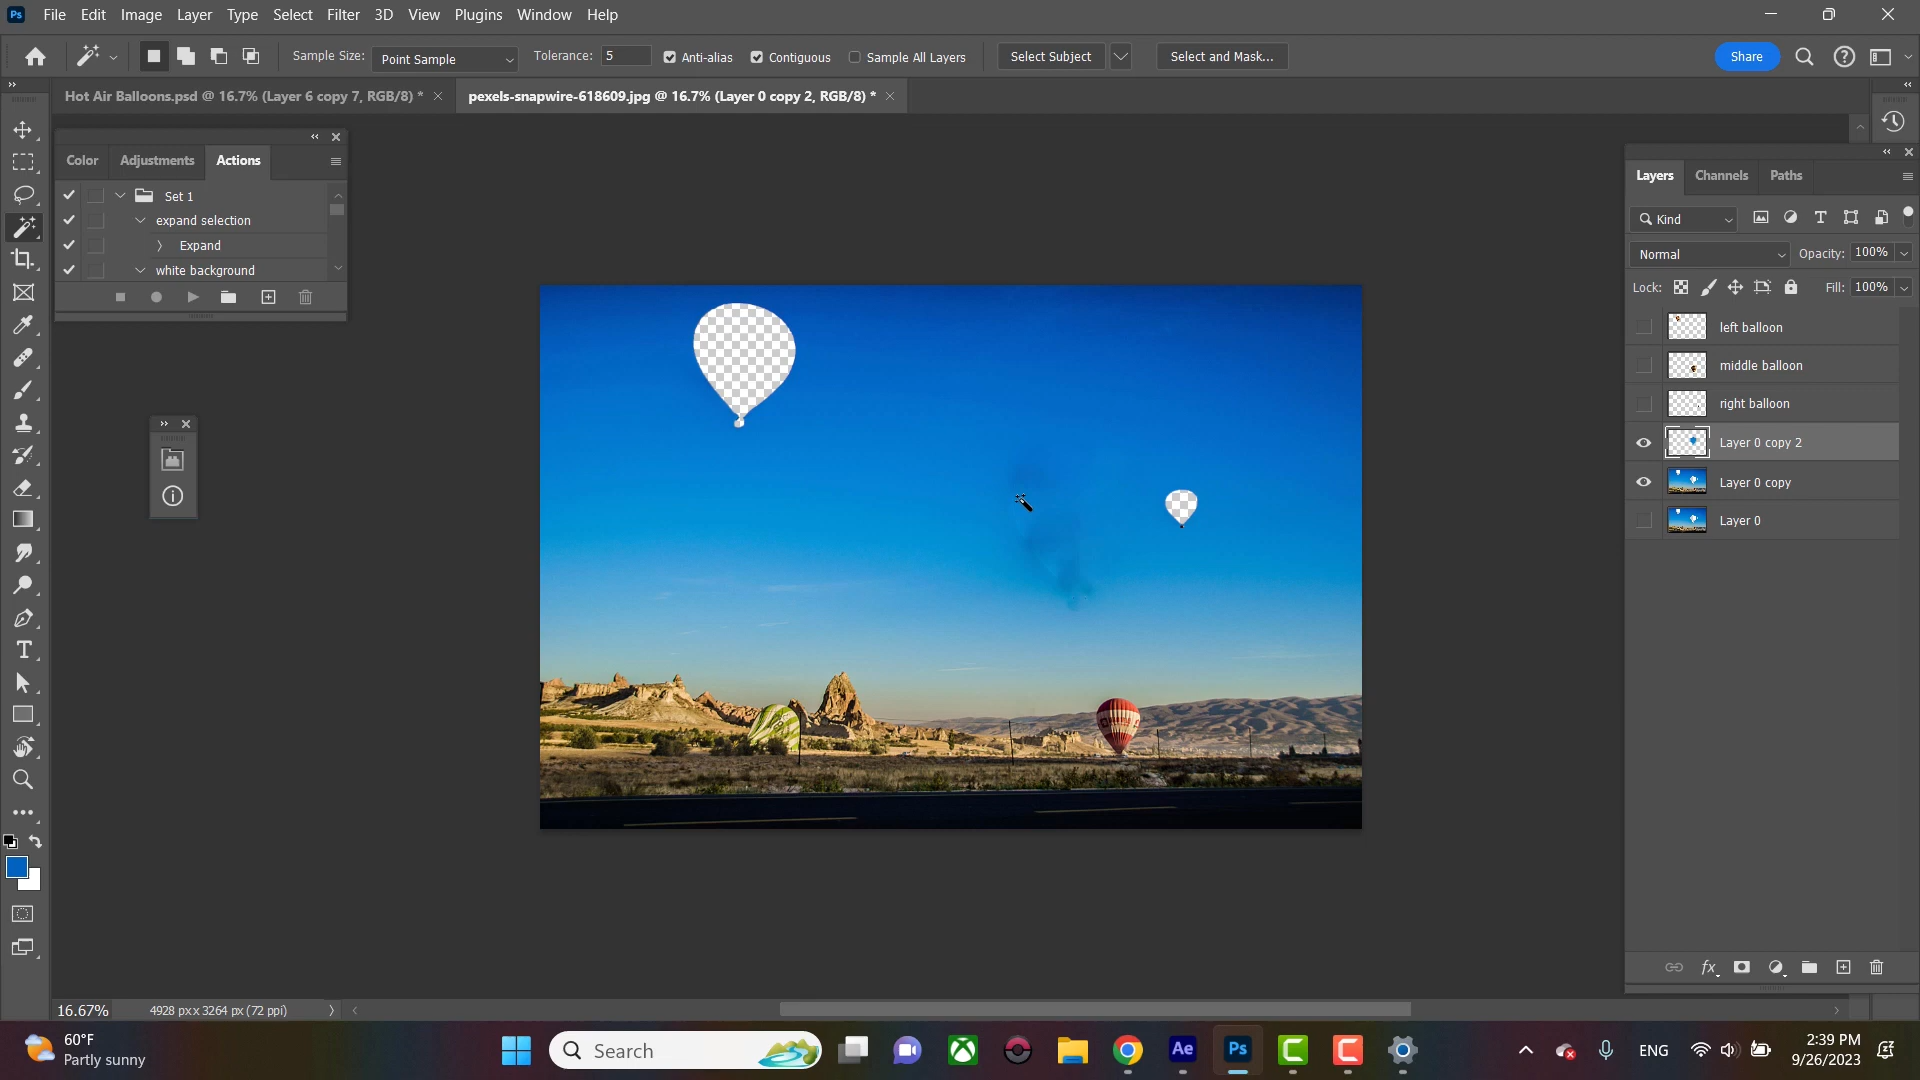 Ps File Edit Image Layer Type Select Filter 3D View Plugins Window Help
Sample Size: Point Sample Tolerance: 5 Anti-alias Contiguous Sample All Layers Select Subject Select and Mask... Share
Hot Air Balloons.psd @ 16.7% (Layer 6 copy 7, RGB/8) * pexels-snapwire-618609.jpg @ 16.7% (Layer 0 copy 2, RGB/8) *
Color Adjustments Actions
Set 1
expand selection
Expand
white background
Layers Channels Paths
Kind
Normal Opacity: 100%
Lock: Fill: 100%
left balloon
middle balloon
right balloon
Layer 0 copy 2
Layer 0 copy
Layer 0
fx
16.67% 4928 px x 3264 px (72 ppi)
60°F
Partly sunny
Search
Ae Ps
ENG
2:39 PM
9/26/2023